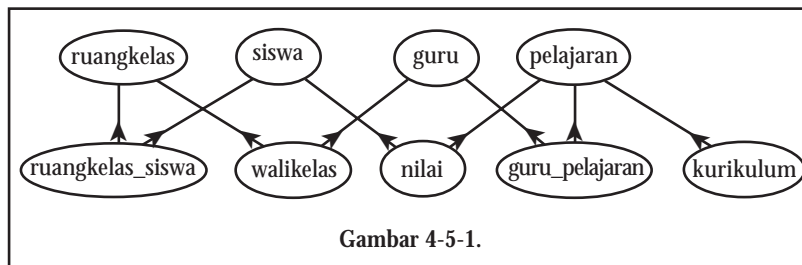 ruangkelas siswa guru pelajaran
ruangkelas_siswa walikelas nilai guru_pelajaran kurikulum
Gambar 4-5-1.